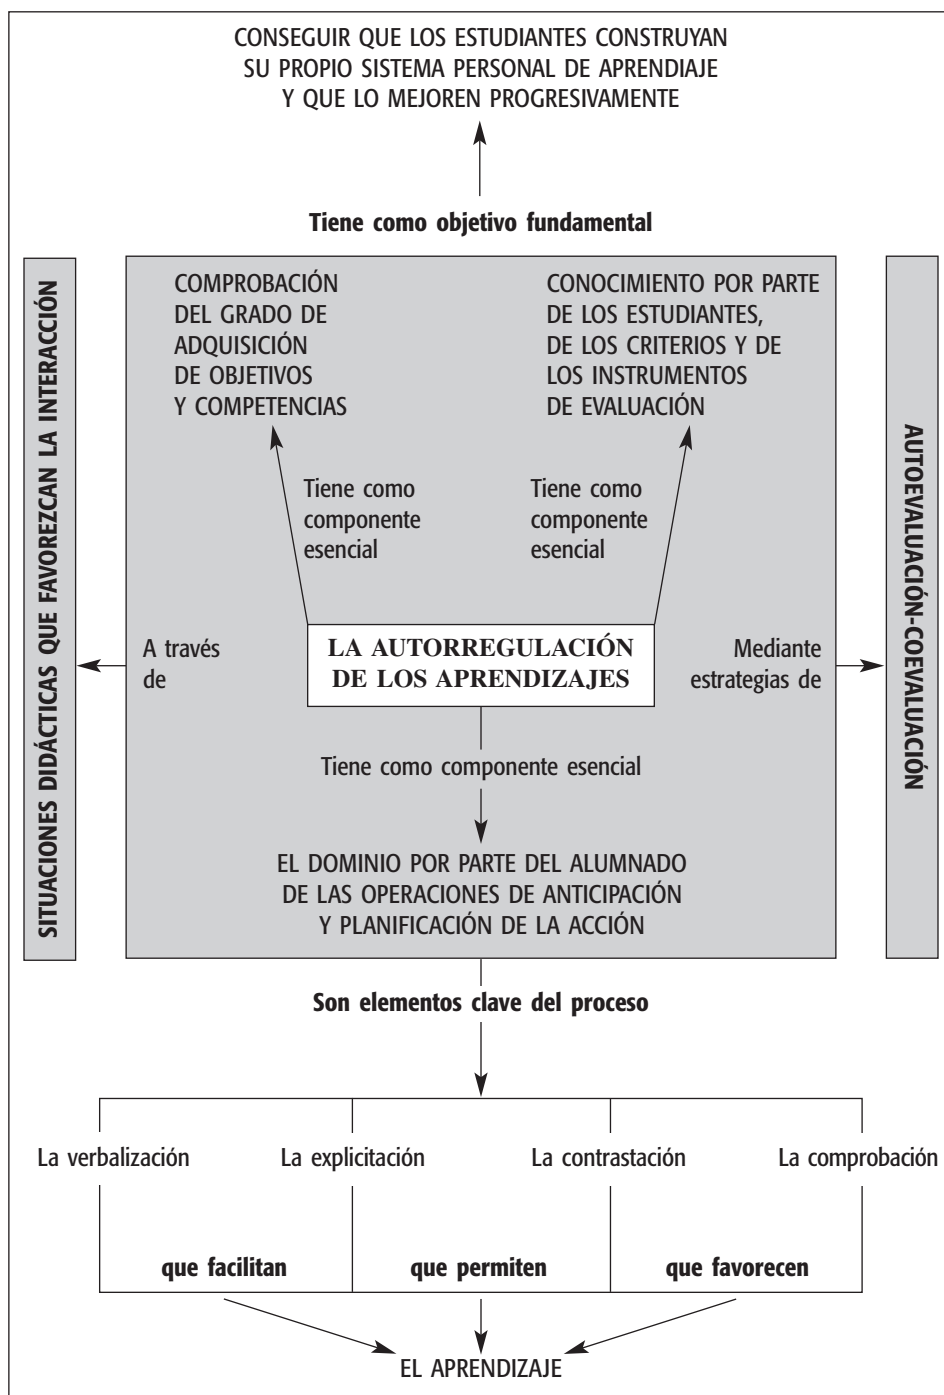 CONSEGUIR QUE LOS ESTUDIANTES CONSTRUYAN
SU PROPIO SISTEMA PERSONAL DE APRENDIAJE
Y QUE LO MEJOREN PROGRESIVAMENTE
Tiene como objetivo fundamental
SITUACIONES DIDÁCTICAS QUE FAVOREZCAN LA INTERACCIÓN
COMPROBACIÓN
DEL GRADO DE
ADQUISICIÓN
DE OBJETIVOS
Y COMPETENCIAS
CONOCIMIENTO POR PARTE
DE LOS ESTUDIANTES,
DE LOS CRITERIOS Y DE
LOS INSTRUMENTOS
DE EVALUACIÓN
AUTOEVALUACIÓN-COEVALUACIÓN
Tiene como
componente
esencial
Tiene como
componente
esencial
A través
de
LA AUTORREGULACIÓN
DE LOS APRENDIZAJES
Mediante
estrategias de
Tiene como componente esencial
EL DOMINIO POR PARTE DEL ALUMNADO
DE LAS OPERACIONES DE ANTICIPACIÓN
Y PLANIFICACIÓN DE LA ACCIÓN
Son elementos clave del proceso
La verbalización
La explicitación
La contrastación
La comprobación
que facilitan
que permiten
que favorecen
EL APRENDIZAJE